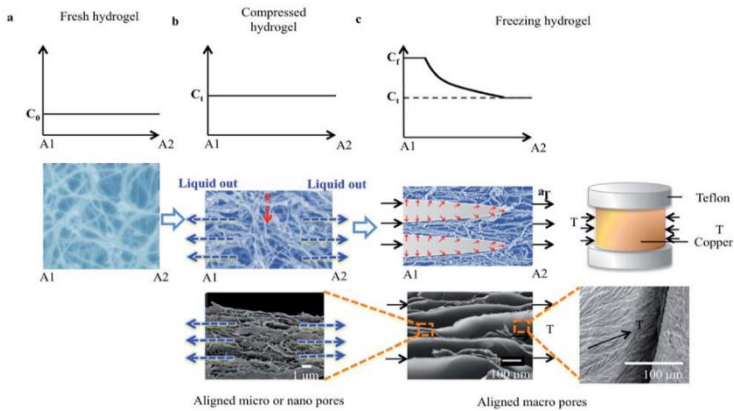 a Fresh hydrogel
b Compressed hydrogel
c Freezing hydrogel
C0
A1 A2
Ct
A1 A2
Cf
Ct
A1 A2
Liquid out Liquid out
a
T
Teflon
T T
Copper
A1 A2
A1 A2
A1 A2
1 μm
T
100 μm
T
100 μm
Aligned micro or nano pores
Aligned macro pores